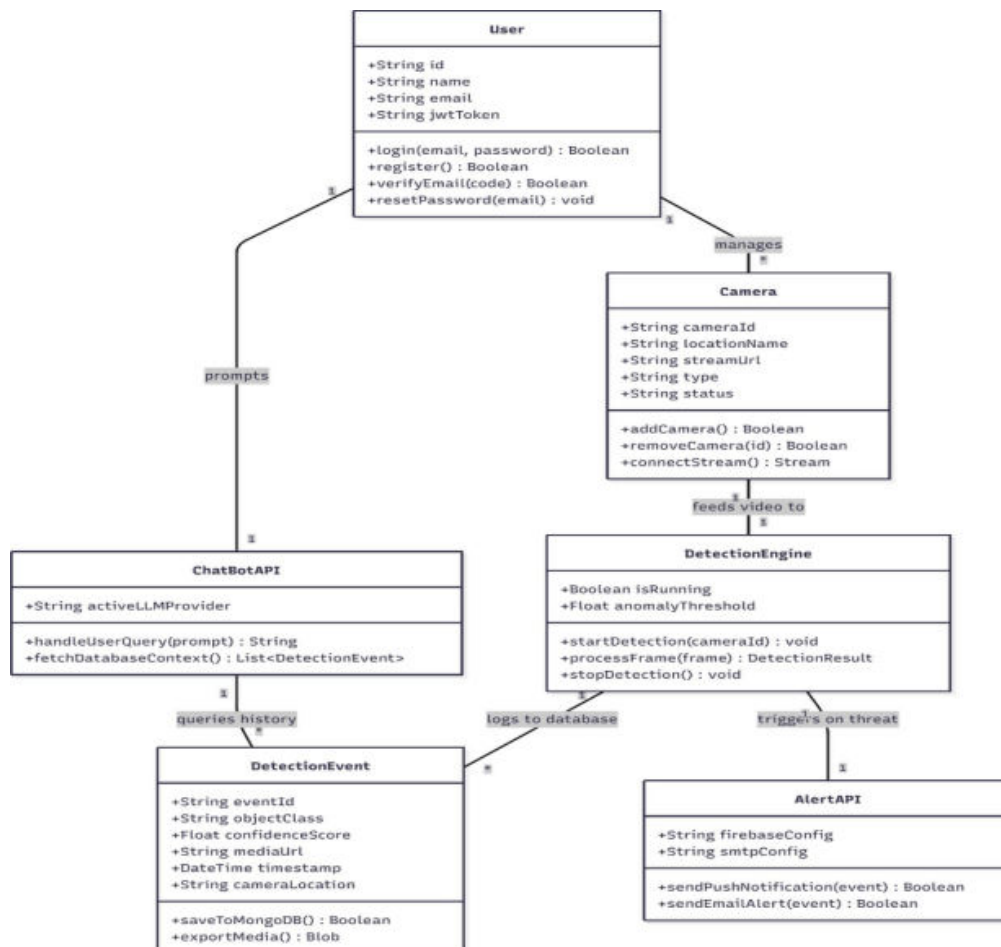 User
+String id
+String name
+String email
+String jwtToken
+login(email, password) : Boolean
+register() : Boolean
+verifyEmail(code) : Boolean
+resetPassword(email) : void
1
1
manages
*
Camera
+String cameraId
+String locationName
+String streamUrl
+String type
+String status
+addCamera() : Boolean
+removeCamera(id) : Boolean
+connectStream() : Stream
prompts
1
1
feeds video to
1
ChatBotAPI
+String activeLLMProvider
+handleUserQuery(prompt) : String
+fetchDatabaseContext() : List<DetectionEvent>
DetectionEngine
+Boolean isRunning
+Float anomalyThreshold
+startDetection(cameraId) : void
+processFrame(frame) : DetectionResult
+stopDetection() : void
1
queries history
*
1
logs to database
*
1
triggers on threat
1
DetectionEvent
+String eventId
+String objectClass
+Float confidenceScore
+String mediaUrl
+DateTime timestamp
+String cameraLocation
+saveToMongoDB() : Boolean
+exportMedia() : Blob
AlertAPI
+String firebaseConfig
+String smtpConfig
+sendPushNotification(event) : Boolean
+sendEmailAlert(event) : Boolean